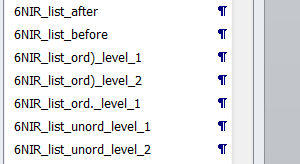 6NIR_list_after ¶
6NIR_list_before ¶
6NIR_list_ord)_level_1 ¶
6NIR_list_ord)_level_2 ¶
6NIR_list_ord._level_1 ¶
6NIR_list_unord_level_1 ¶
6NIR_list_unord_level_2 ¶